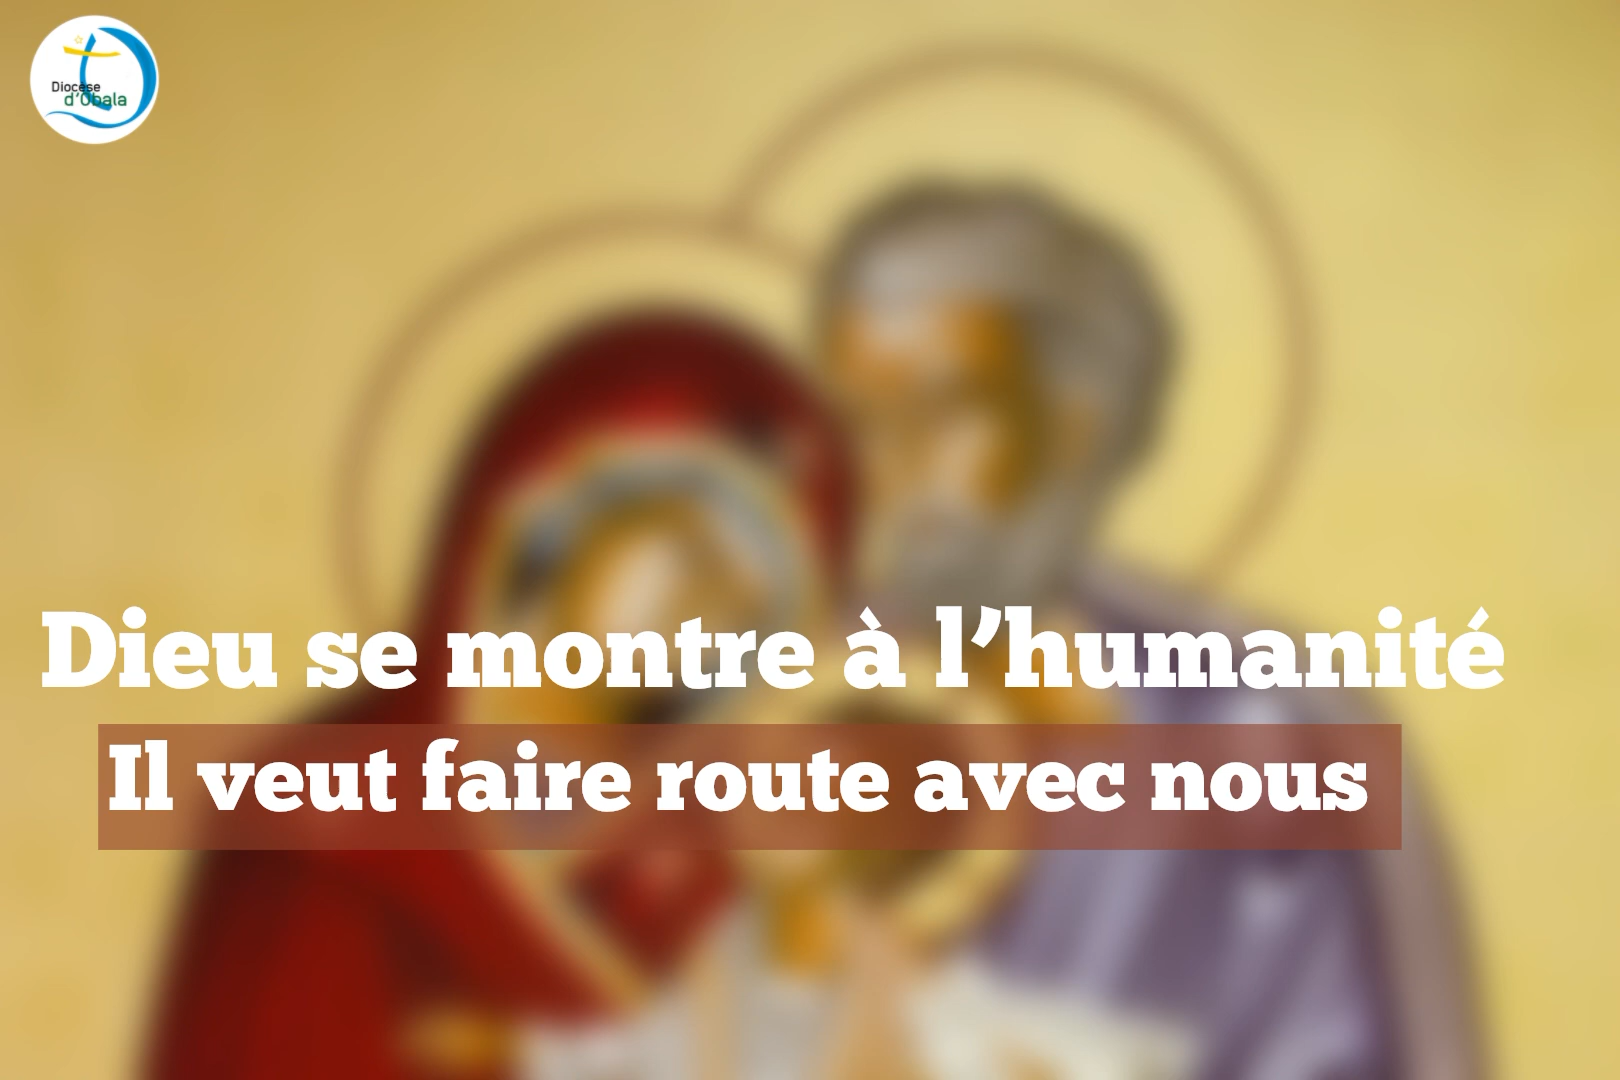 Diocèse
d'Obala
Dieu se montre à l’humanité
Il veut faire route avec nous